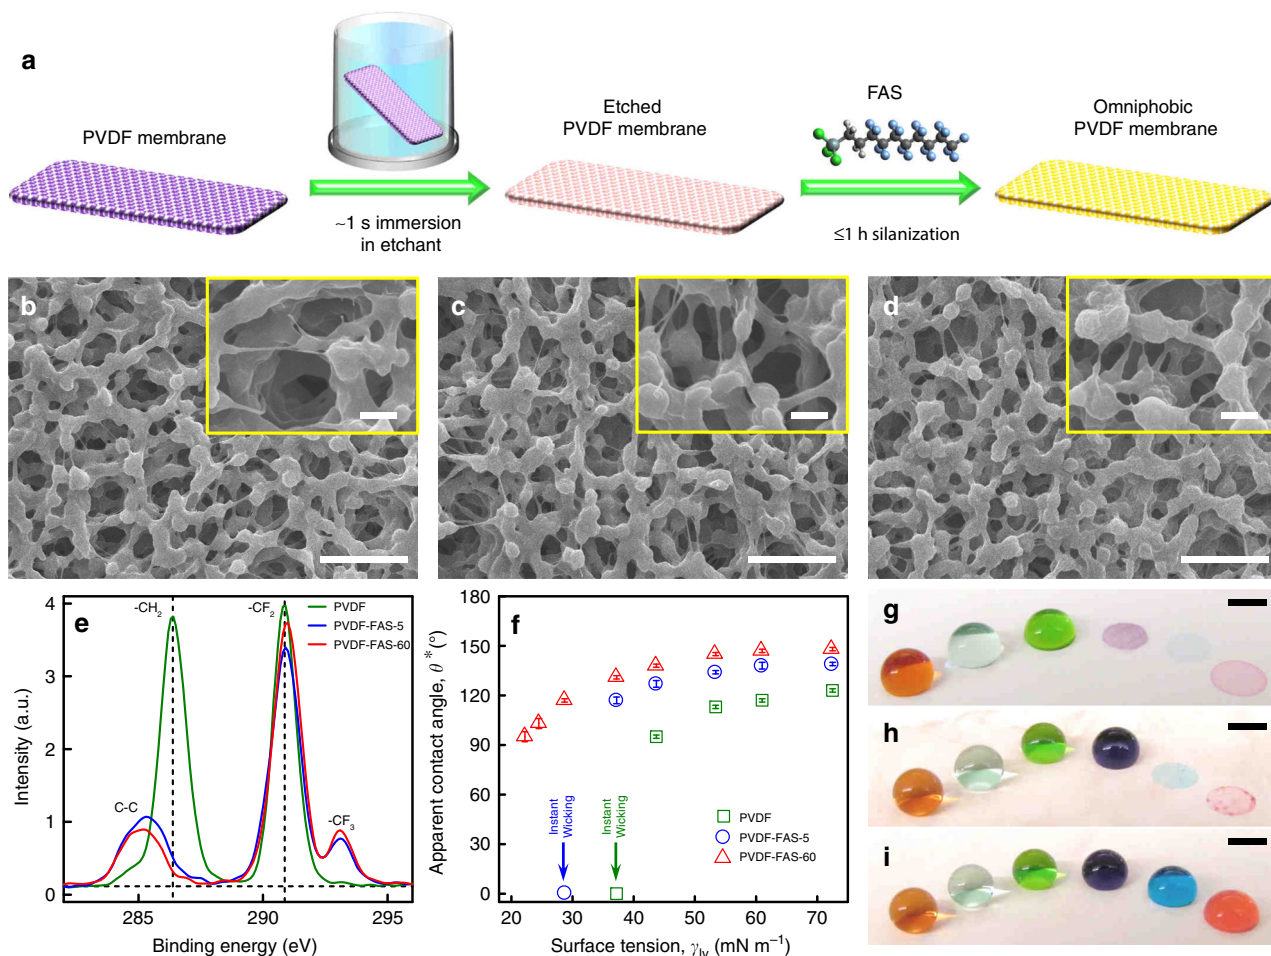 a
PVDF membrane
~1 s immersion
in etchant
Etched
PVDF membrane
FAS
≤1 h silanization
Omniphobic
PVDF membrane
b
c
d
e
4
3
2
1
0
285
290
295
Intensity (a.u.)
Binding energy (eV)
-CH₂
-CF₂
-CF₃
C-C
PVDF
PVDF-FAS-5
PVDF-FAS-60
f
180
150
120
90
60
30
0
20
30
40
50
60
70
Apparent contact angle, θ*(°)
Surface tension, γlv (mN m⁻¹)
Instant
Wicking
Instant
Wicking
PVDF
PVDF-FAS-5
PVDF-FAS-60
g
h
i